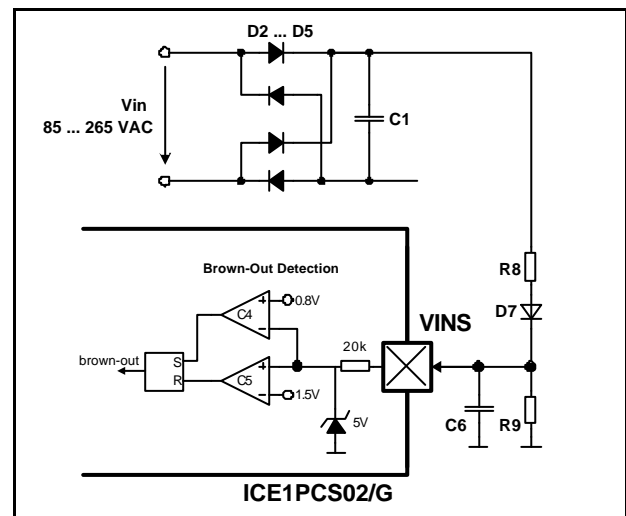 D2 ... D5
Vin
85 ... 265 VAC
C1
R8
Brown-Out Detection
D7
C4
+
-
0.8V
VINS
20k
brown-out
S
R
C5
+
-
1.5V
5V
C6
R9
ICE1PCS02/G